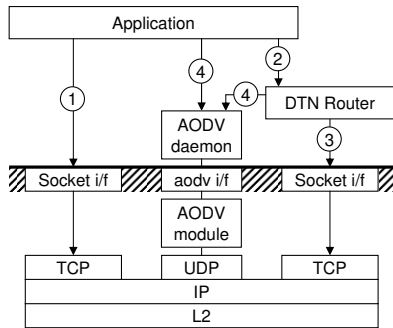 Application
2
1
4
4
DTN Router
AODV
daemon
3
Socket i/f
aodv i/f
Socket i/f
AODV
module
TCP
UDP
TCP
IP
L2